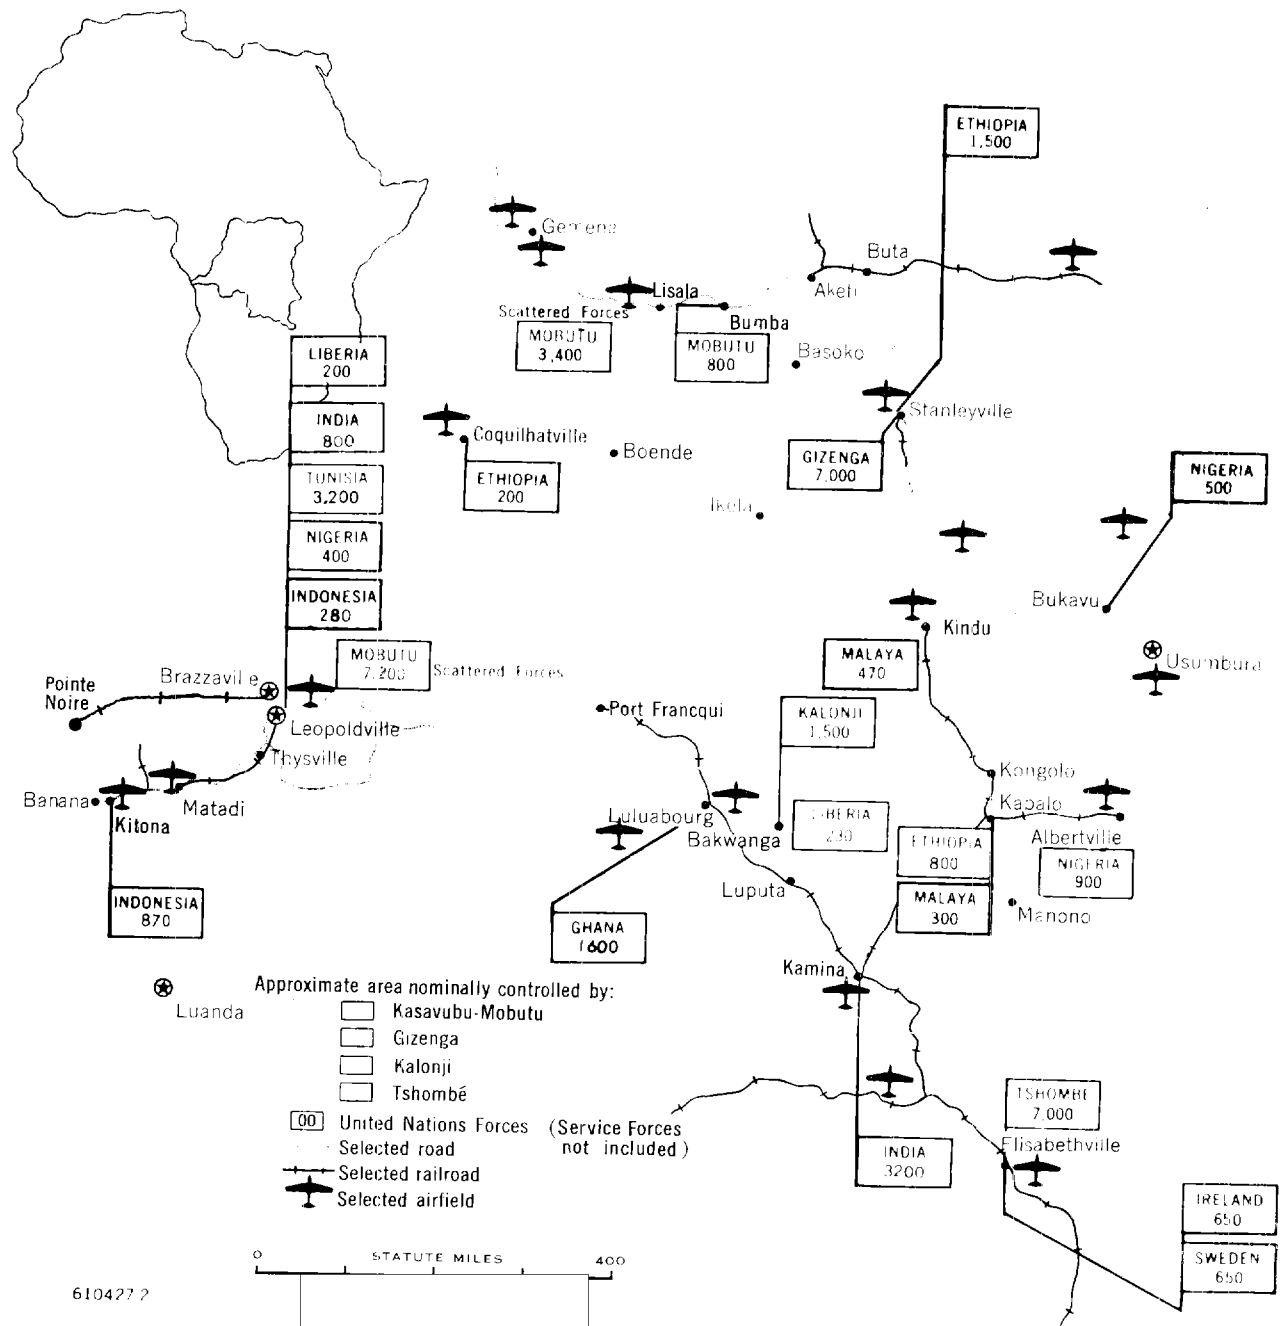 ETHIOPIA
1,500
Gemena
Buta
Aketi
Lisala
Scattered Forces
Bumba
MOBUTU
3,400
MOBUTU
800
Basoko
LIBERIA
200
INDIA
800
Stanleyville
Coquilhatville
Boende
GIZENGA
7,000
NIGERIA
500
TUNISIA
3,200
ETHIOPIA
200
Ikela
NIGERIA
400
INDONESIA
280
Bukavu
Kindu
MOBUTU
7,200
Scattered Forces
MALAYA
470
Usumbura
Brazzaville
Pointe
Noire
Leopoldville
Port Francqui
KALONJI
1,500
Thysville
Kongolo
Banana
Kitona
Matadi
Kabalo
Luluabourg
Bakwanga
LIBERIA
230
ETHIOPIA
800
Albertville
NIGERIA
900
Luputa
MALAYA
300
Manono
INDONESIA
870
GHANA
1600
Kamina
Luanda
Approximate area nominally controlled by:
Kasavubu-Mobutu
Gizenga
Kalonji
Tshombé
00 United Nations Forces (Service Forces
not included)
Selected road
Selected railroad
Selected airfield
TSHOMBE
7,000
Elisabethville
INDIA
3200
IRELAND
650
SWEDEN
650
0 STATUTE MILES 400
610427 2